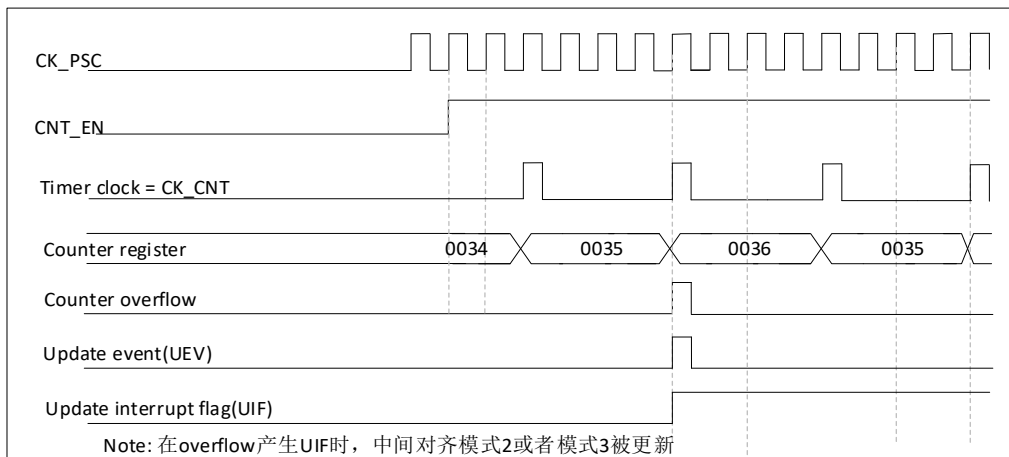 CK_PSC
CNT_EN
Timer clock = CK_CNT
Counter register 0034 0035 0036 0035
Counter overflow
Update event(UEV)
Update interrupt flag(UIF)
Note: 在overflow产生UIF时，中间对齐模式2或者模式3被更新